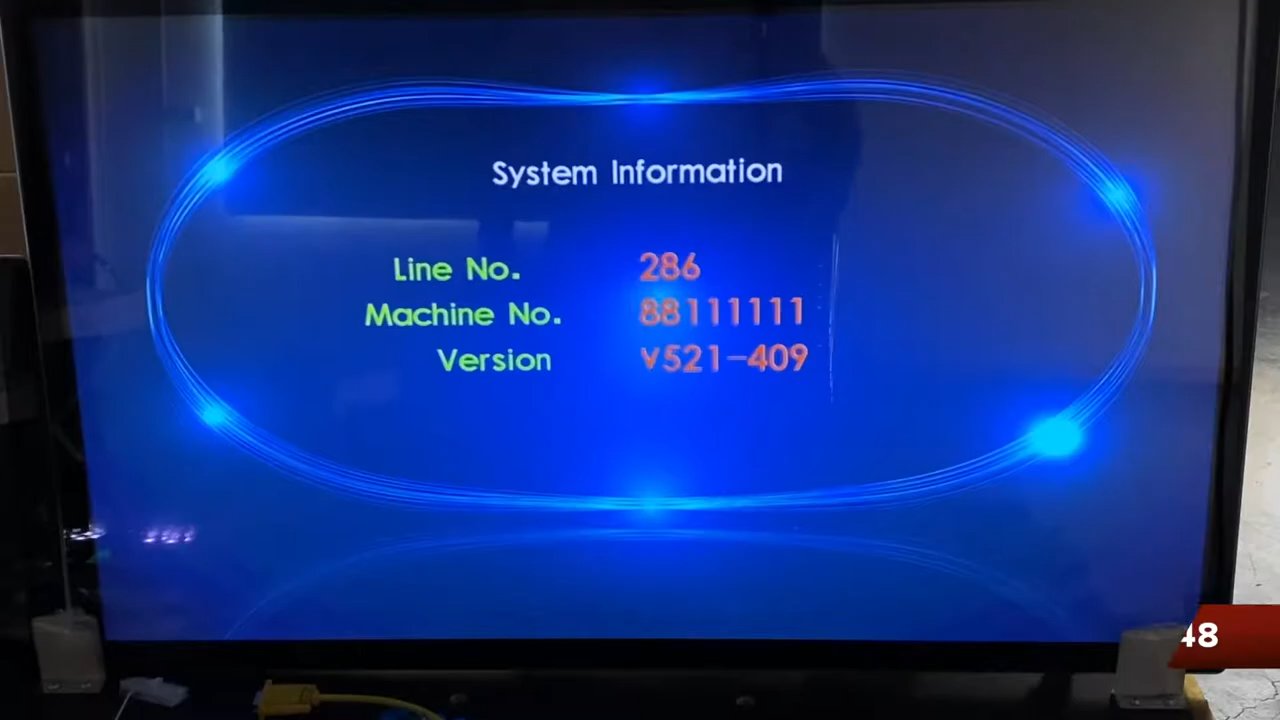 System Information
Line No. 286
Machine No. 88111111
Version V521-409
48